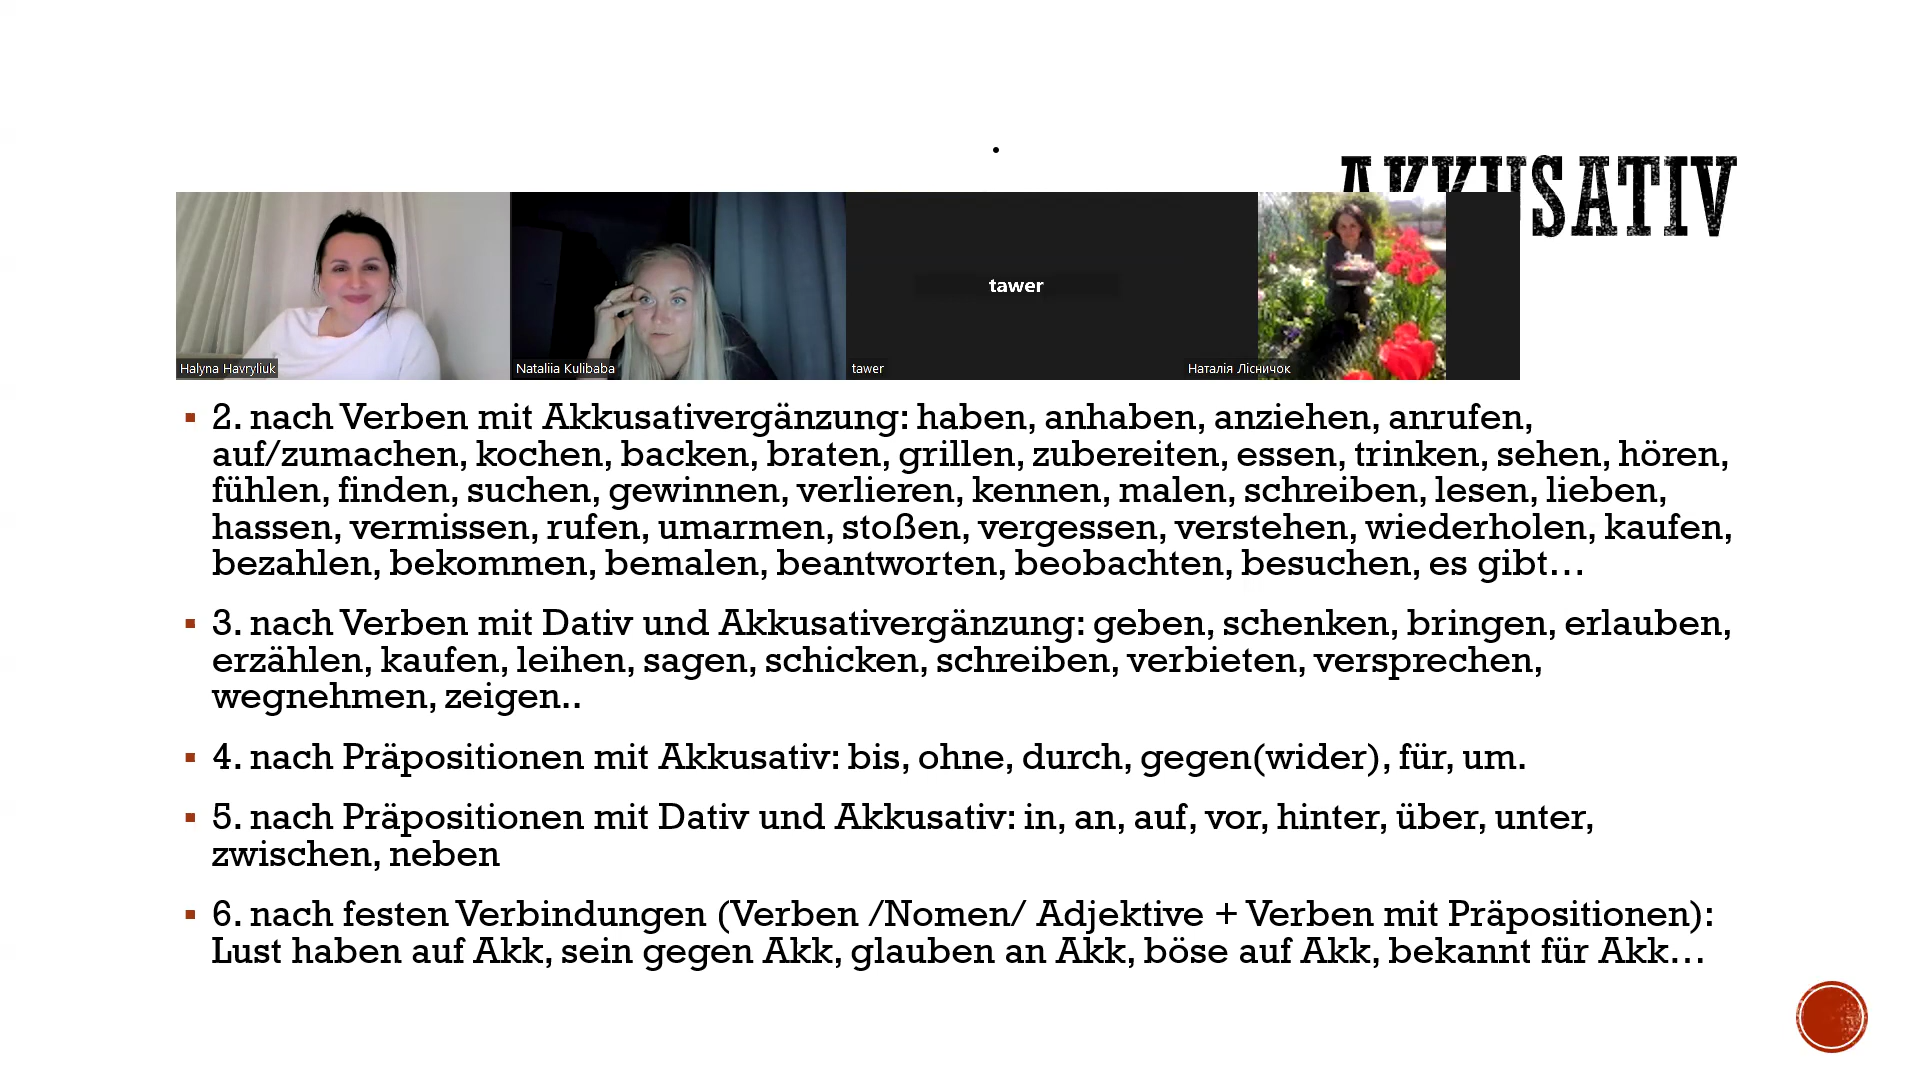 AKKUSATIV
tawer
Halyna Havryliuk
Nataliia Kulibaba
tawer
Наталія Лісничок
2. nach Verben mit Akkusativergänzung: haben, anhaben, anziehen, anrufen,
auf/zumachen, kochen, backen, braten, grillen, zubereiten, essen, trinken, sehen, hören,
fühlen, finden, suchen, gewinnen, verlieren, kennen, malen, schreiben, lesen, lieben,
hassen, vermissen, rufen, umarmen, stoßen, vergessen, verstehen, wiederholen, kaufen,
bezahlen, bekommen, bemalen, beantworten, beobachten, besuchen, es gibt…
3. nach Verben mit Dativ und Akkusativergänzung: geben, schenken, bringen, erlauben,
erzählen, kaufen, leihen, sagen, schicken, schreiben, verbieten, versprechen,
wegnehmen, zeigen..
4. nach Präpositionen mit Akkusativ: bis, ohne, durch, gegen(wider), für, um.
5. nach Präpositionen mit Dativ und Akkusativ: in, an, auf, vor, hinter, über, unter,
zwischen, neben
6. nach festen Verbindungen (Verben /Nomen/ Adjektive + Verben mit Präpositionen):
Lust haben auf Akk, sein gegen Akk, glauben an Akk, böse auf Akk, bekannt für Akk…